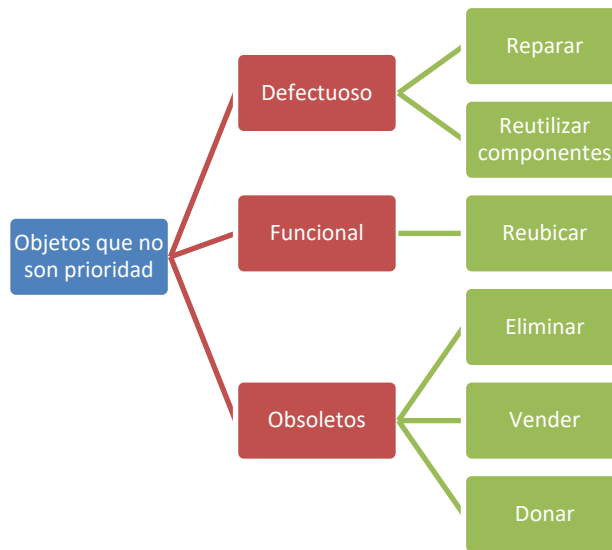 Objetos que no
son prioridad
Defectuoso
Reparar
Reutilizar
componentes
Funcional
Reubicar
Obsoletos
Eliminar
Vender
Donar